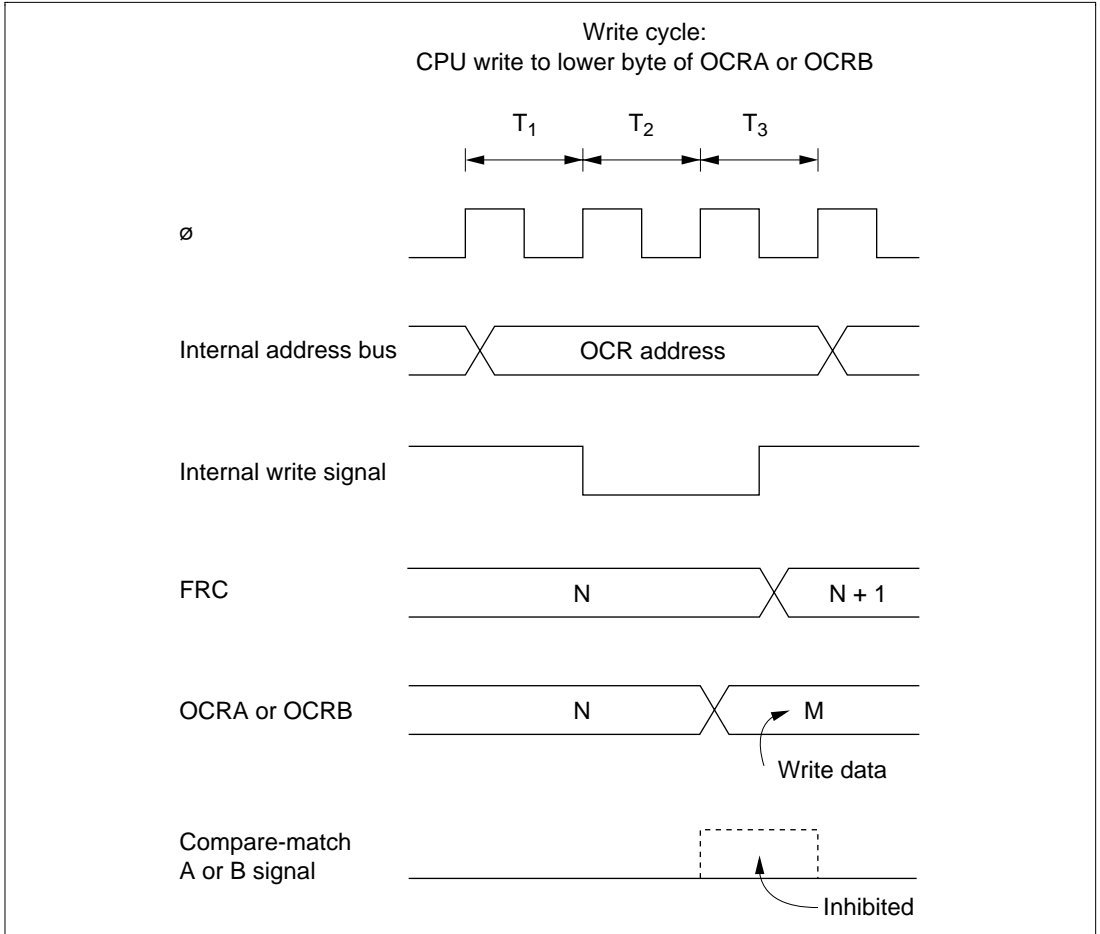 Write cycle:
CPU write to lower byte of OCRA or OCRB
T1 T2 T3
ø
Internal address bus
OCR address
Internal write signal
FRC
N
N + 1
OCRA or OCRB
N
M
Write data
Compare-match
A or B signal
Inhibited